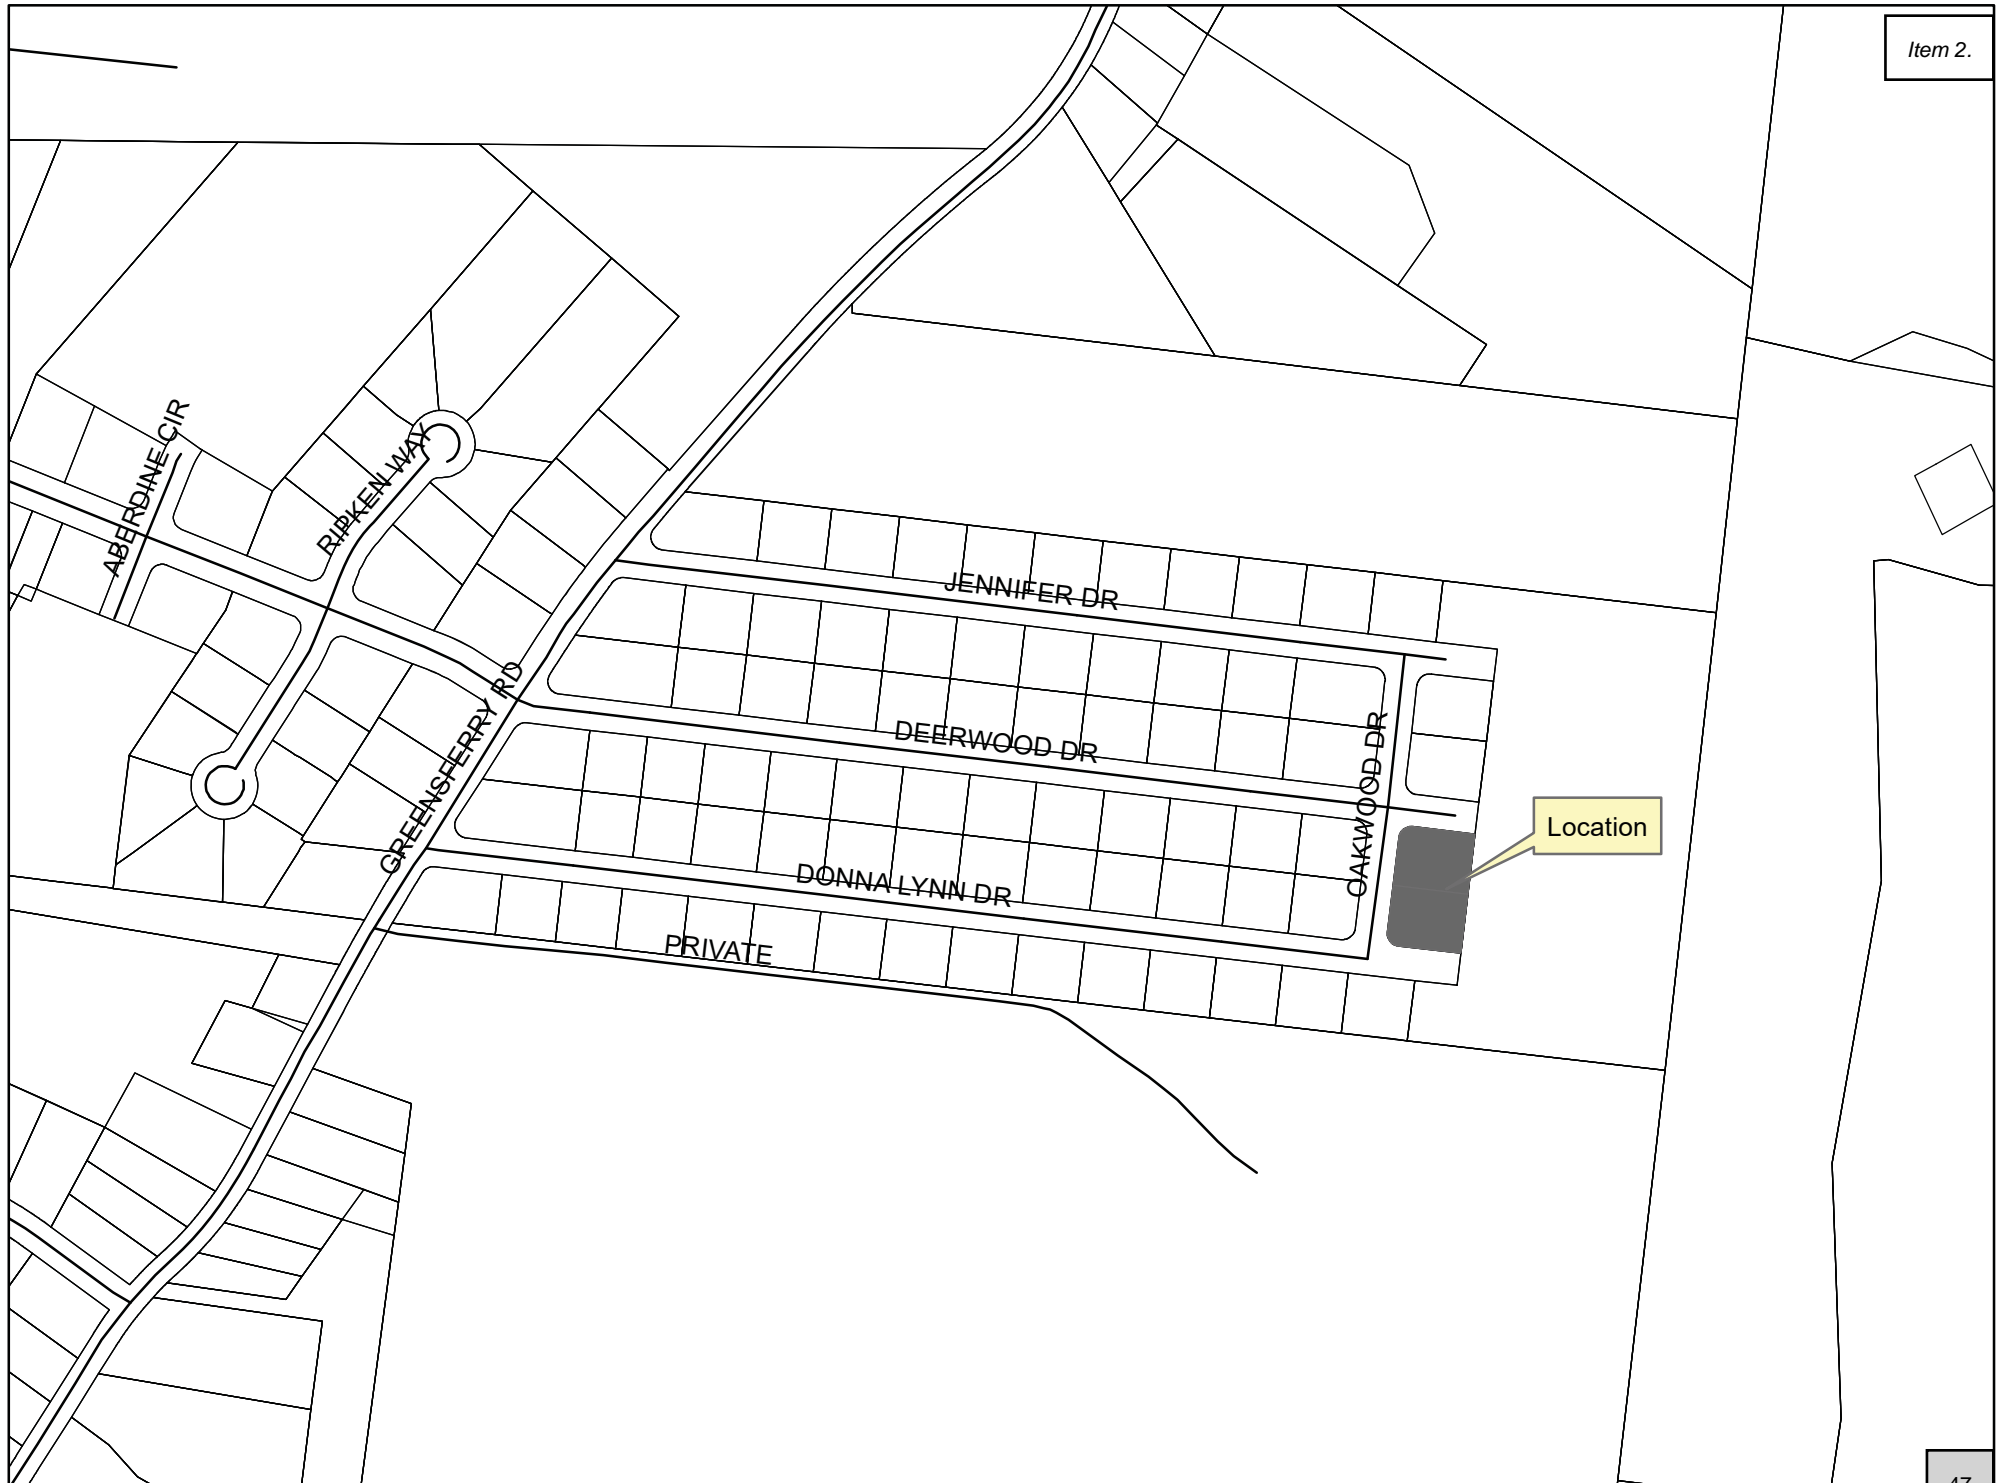 Item 2.
ABERDINE CIR
RIPKEN WAY
JENNIFER DR
GREENSFERRY RD
DEERWOOD DR
OAKWOOD DR
Location
DONNA LYNN DR
PRIVATE
47